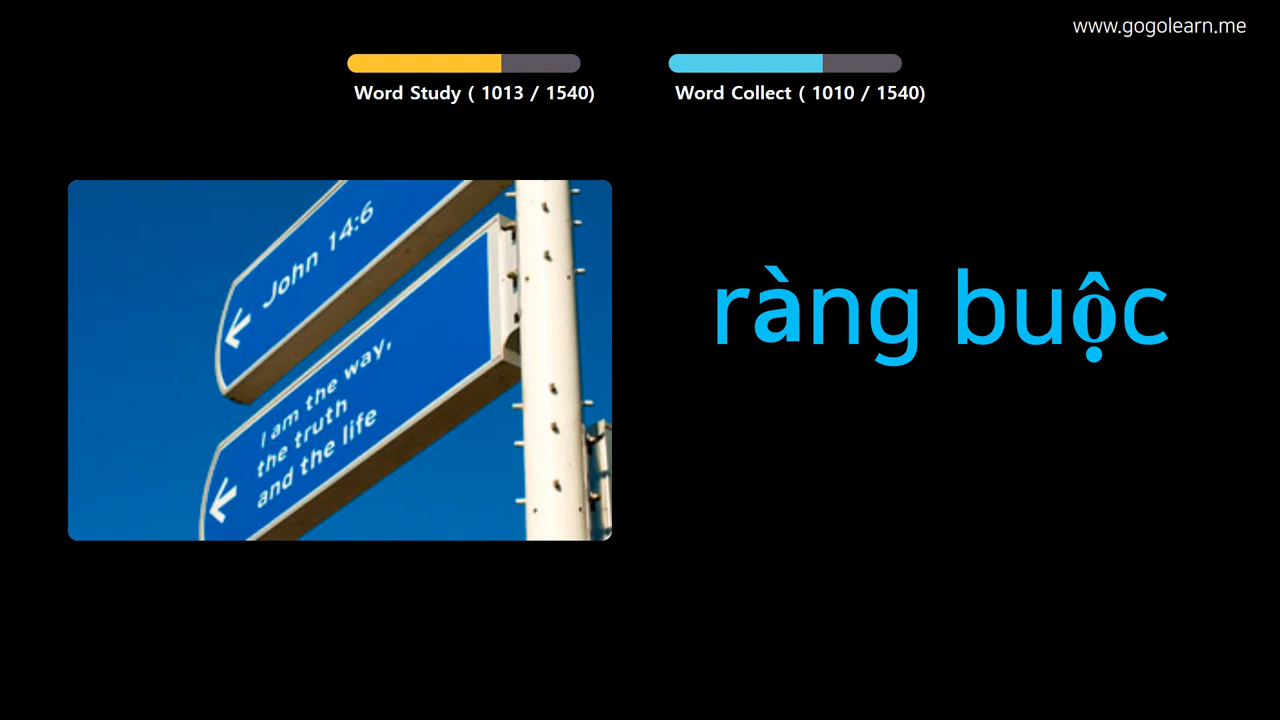 www.gogolearn.me
Word Study ( 1013 / 1540)
Word Collect ( 1010 / 1540)
John 14:6
I am the way,
the truth
and the life
ràng buộc